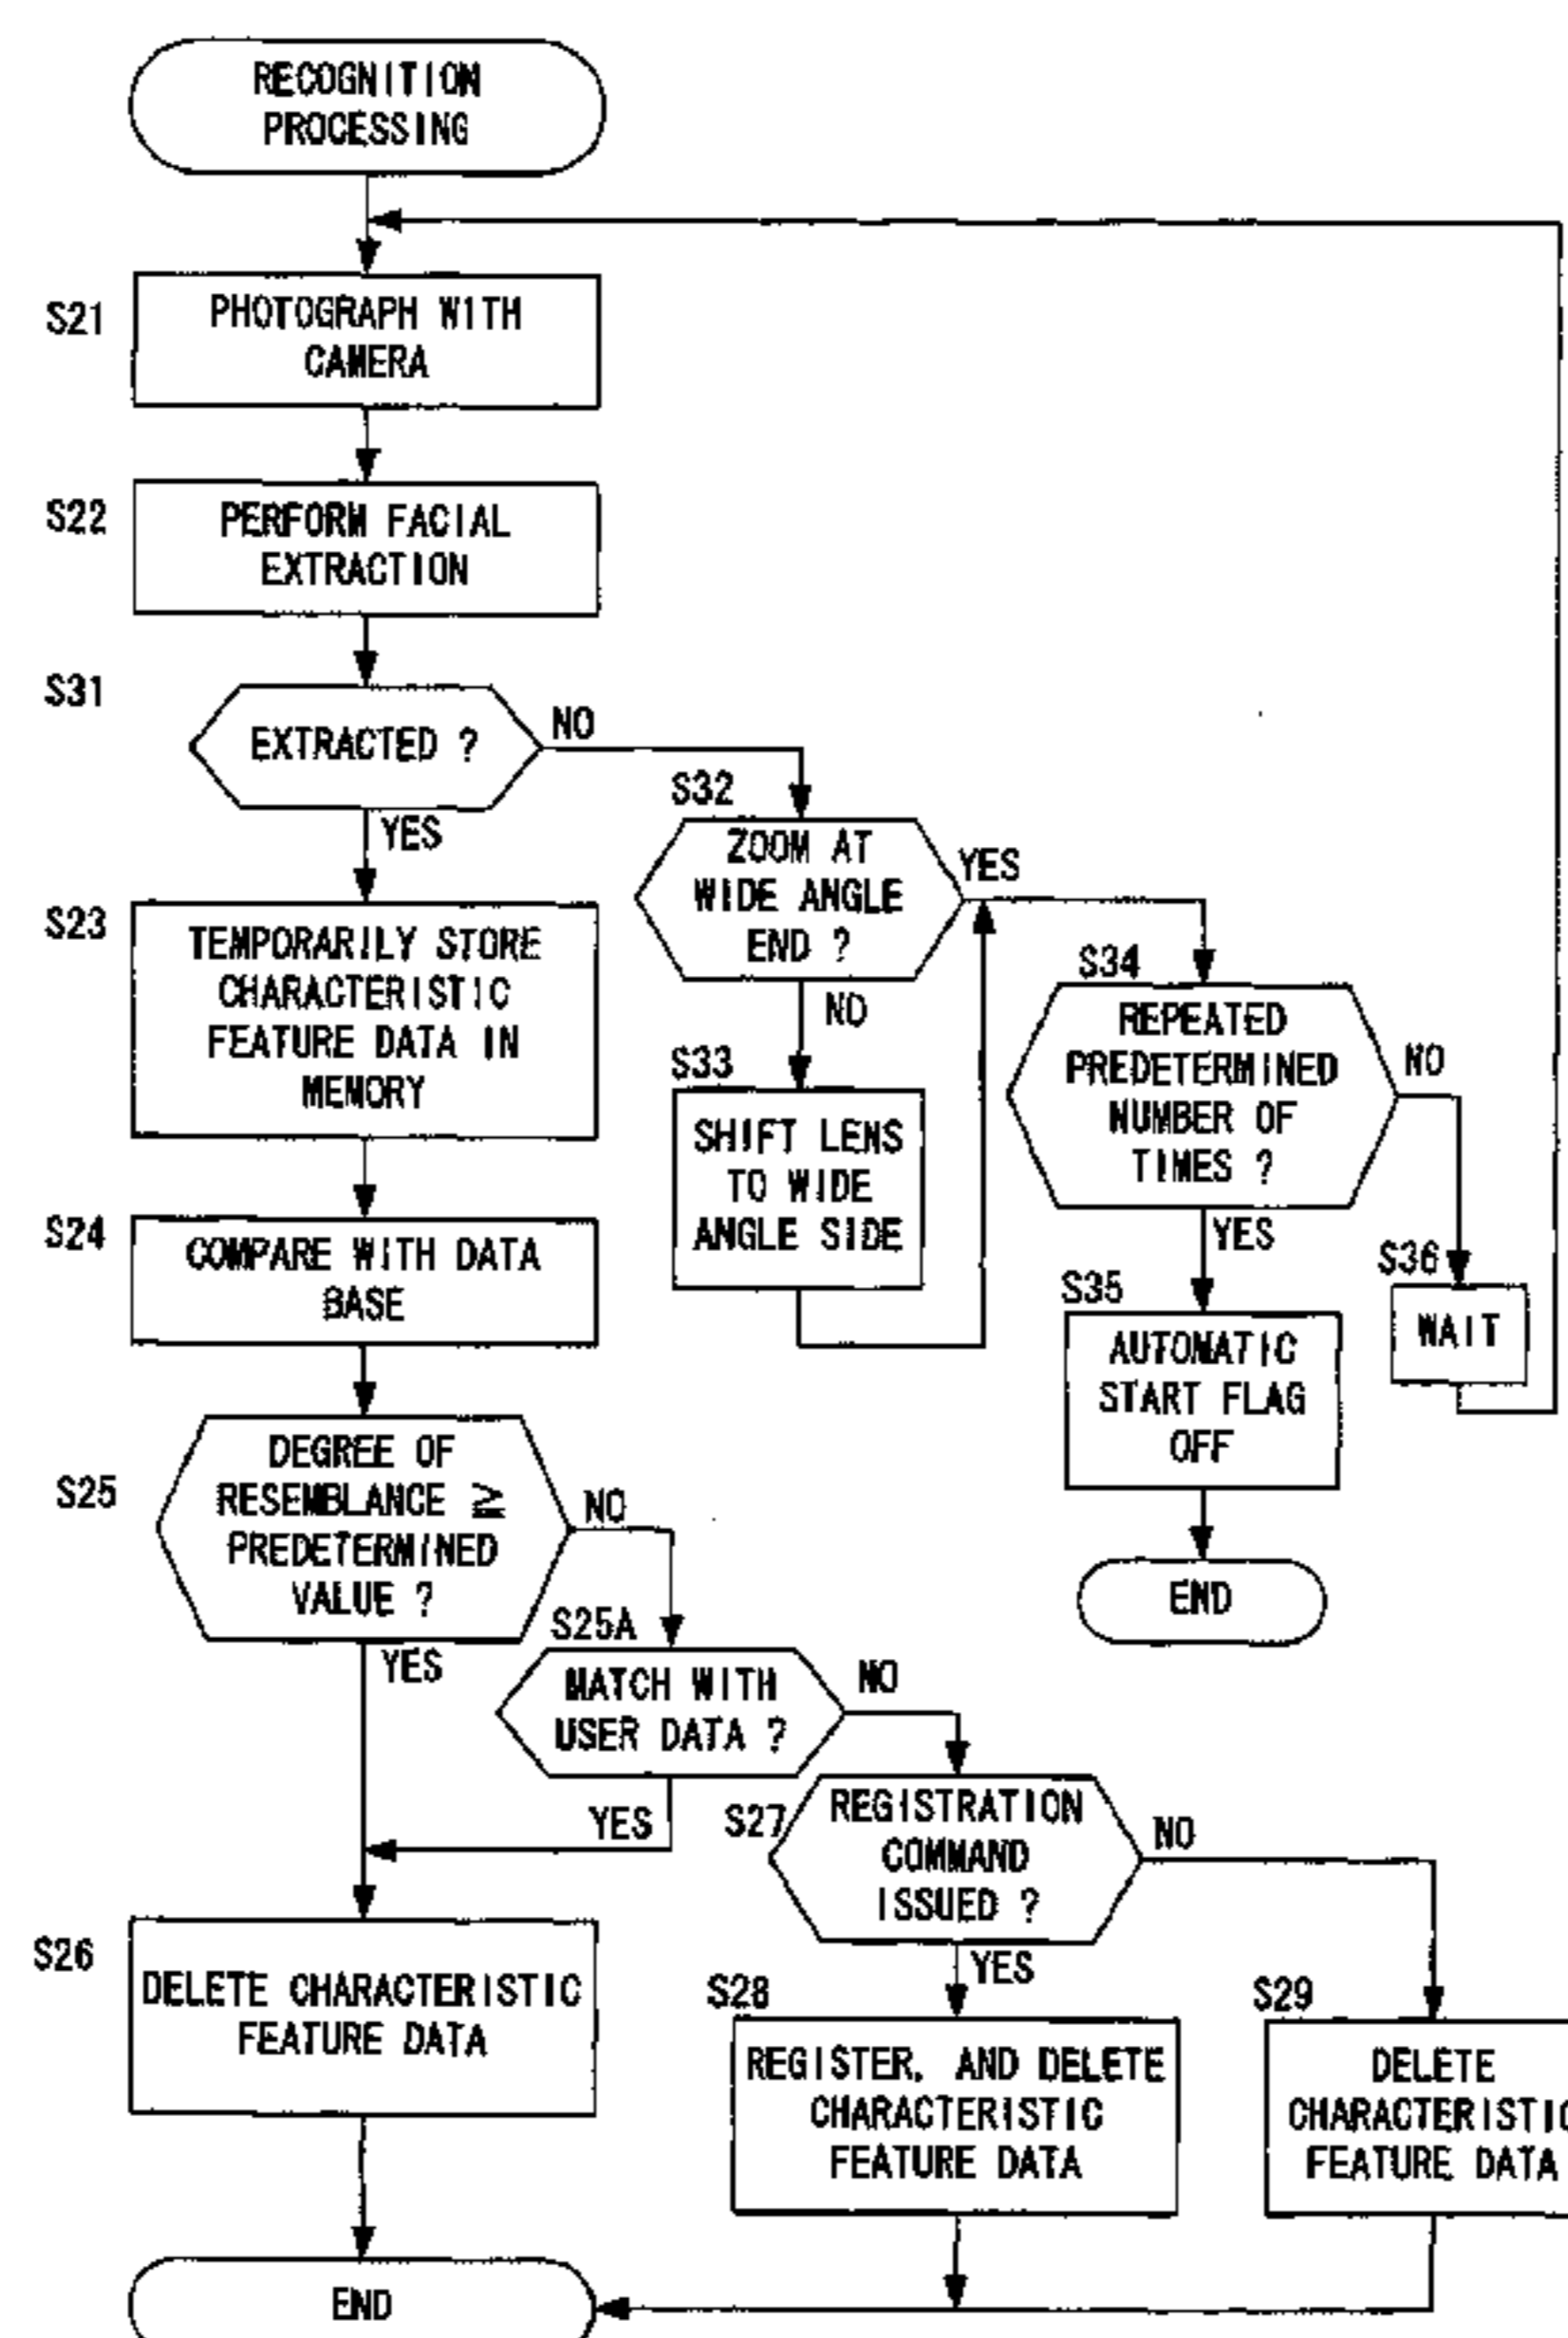 RECOGNITION
PROCESSING
S21
PHOTOGRAPH WITH
CAMERA
S22
PERFORM FACIAL
EXTRACTION
S31
EXTRACTED ?
NO
YES
S32
ZOOM AT
WIDE ANGLE
END ?
YES
NO
S23
TEMPORARILY STORE
CHARACTERISTIC
FEATURE DATA IN
MEMORY
S33
SHIFT LENS
TO WIDE
ANGLE SIDE
S34
REPEATED
PREDETERMINED
NUMBER OF
TIMES ?
NO
YES
S24
COMPARE WITH DATA
BASE
S35
AUTOMATIC
START FLAG
OFF
S36
WAIT
END
S25
DEGREE OF
RESEMBLANCE ≧
PREDETERMINED
VALUE ?
NO
YES
S25A
MATCH WITH
USER DATA ?
NO
YES
S27
REGISTRATION
COMMAND
ISSUED ?
NO
YES
S26
DELETE CHARACTERISTIC
FEATURE DATA
S28
REGISTER, AND DELETE
CHARACTERISTIC
FEATURE DATA
S29
DELETE
CHARACTERISTIC
FEATURE DATA
END